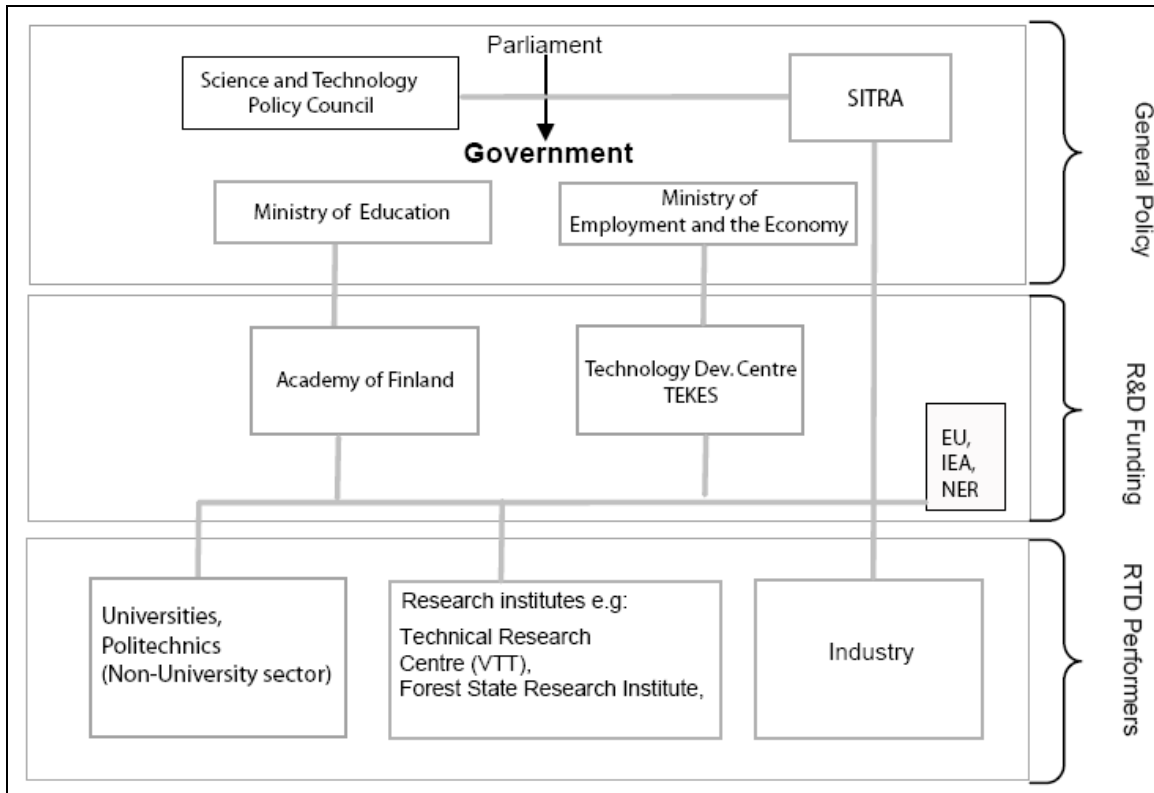 Parliament
Science and Technology
Policy Council
SITRA
Government
Ministry of Education
Ministry of
Employment and the Economy
General Policy
Academy of Finland
Technology Dev. Centre
TEKES
EU,
IEA,
NER
R&D Funding
Universities,
Politechnics
(Non-University sector)
Research institutes e.g:
Technical Research
Centre (VTT),
Forest State Research Institute,
Industry
RTD Performers